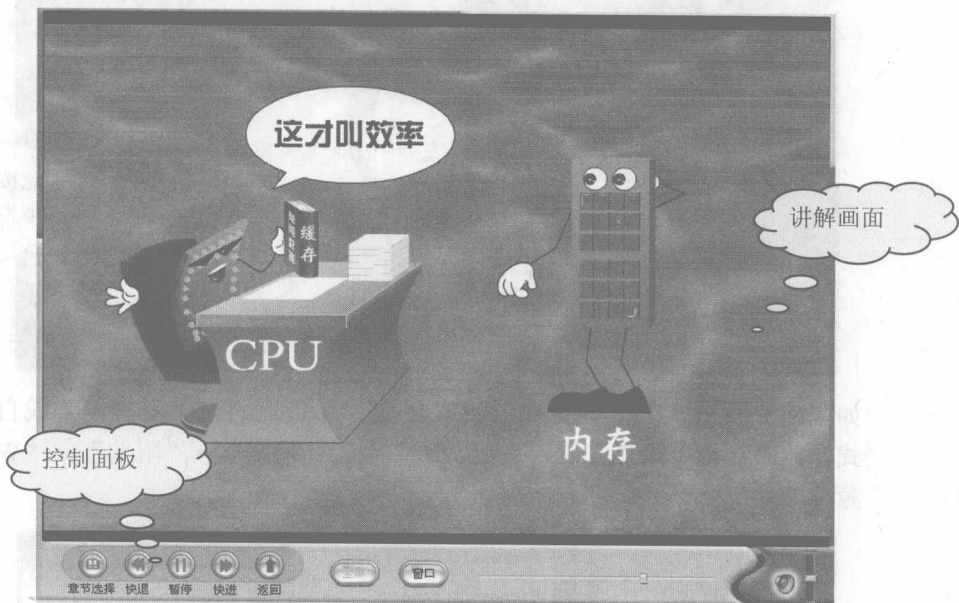 这才叫效率
缓存
讲解画面
CPU
内存
控制面板
章节选择 快退 暂停 快进 返回
窗口